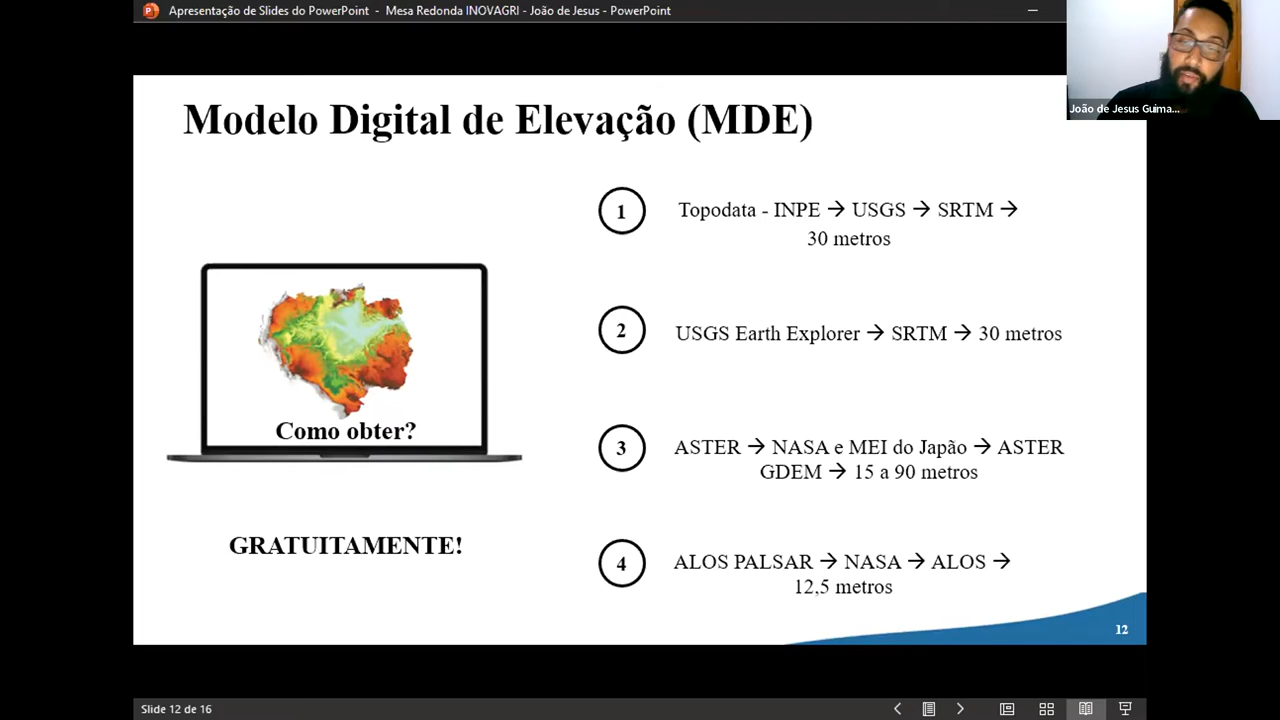 Apresentação de Slides do PowerPoint - Mesa Redonda INOVAGRI - João de Jesus - PowerPoint
João de Jesus Guima...
Modelo Digital de Elevação (MDE)
1
Topodata - INPE → USGS → SRTM →
30 metros
2
USGS Earth Explorer → SRTM → 30 metros
3
ASTER → NASA e MEI do Japão → ASTER
GDEM → 15 a 90 metros
4
ALOS PALSAR → NASA → ALOS →
12,5 metros
Como obter?
GRATUITAMENTE!
12
Slide 12 de 16